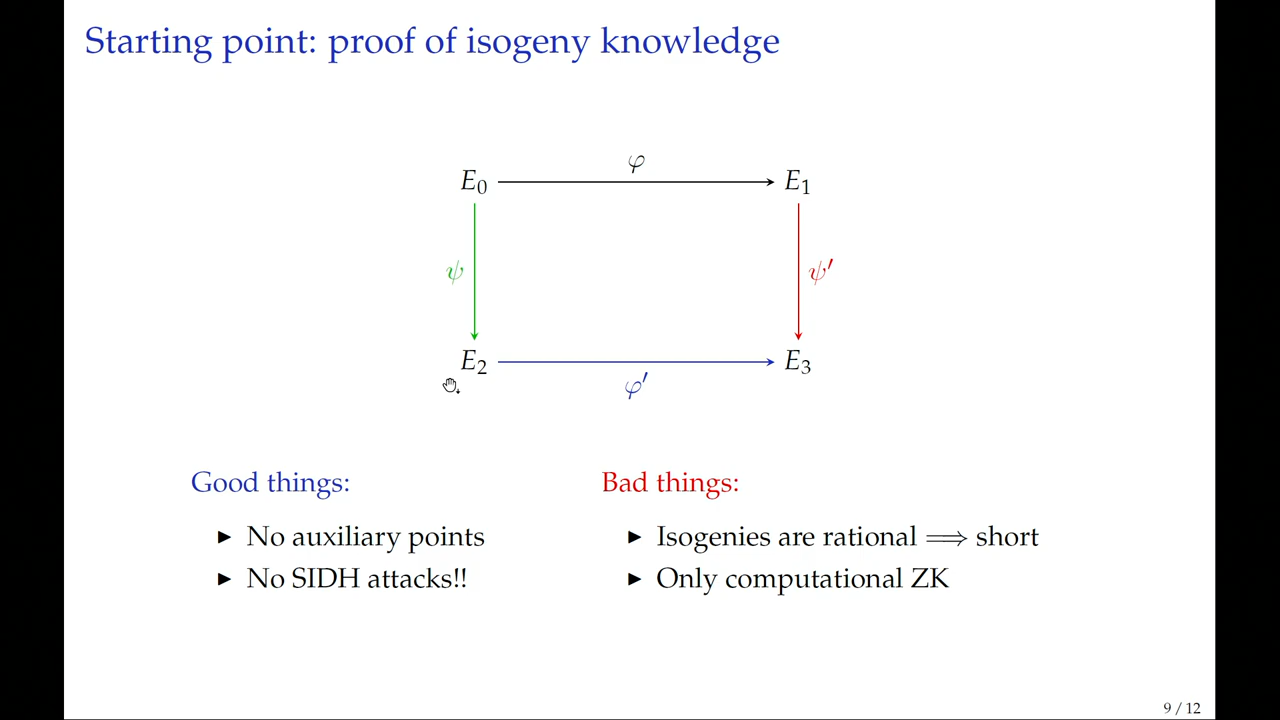 Starting point: proof of isogeny knowledge
φ
E₀ E₁
ψ ψ′
E₂ E₃
φ′
Good things: Bad things:
▶ No auxiliary points ▶ Isogenies are rational ⟹ short
▶ No SIDH attacks!! ▶ Only computational ZK
9 / 12